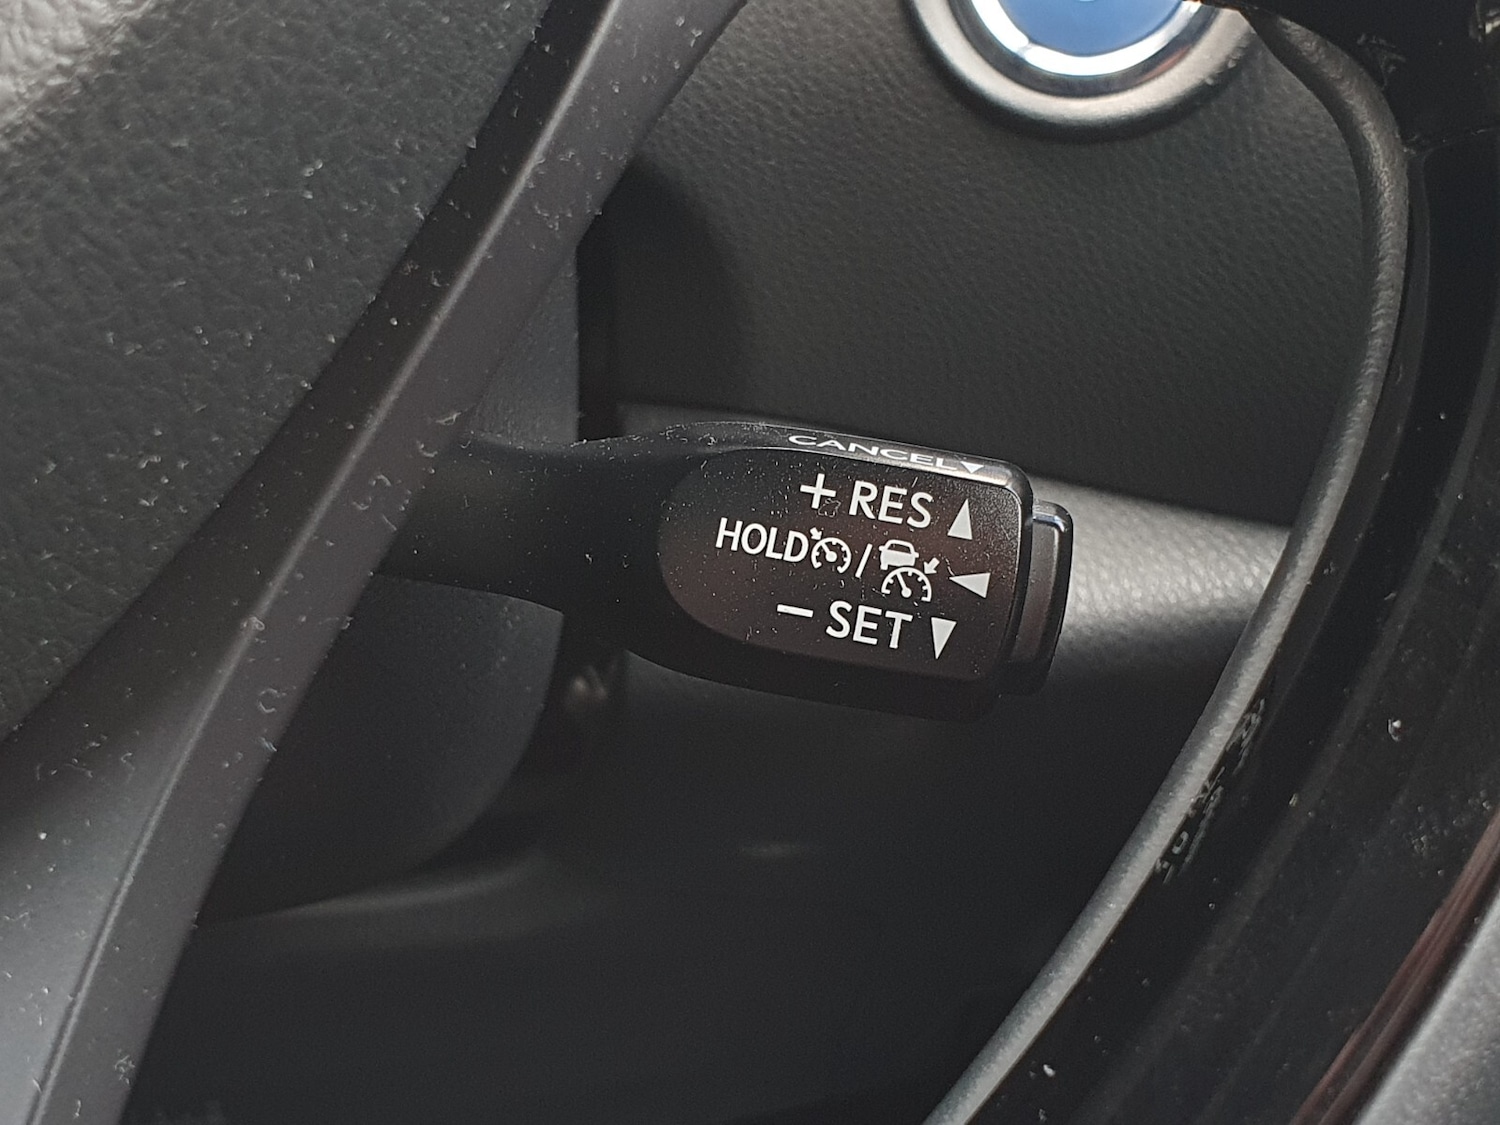 CANCEL▼
+ RES ▲
HOLD / ◀
− SET ▼